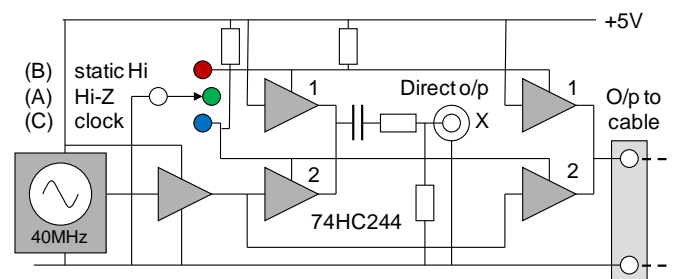 +5V
(B) static Hi
(A) Hi-Z
(C) clock
1
Direct o/p
X
1
O/p to
cable
2
2
74HC244
40MHz